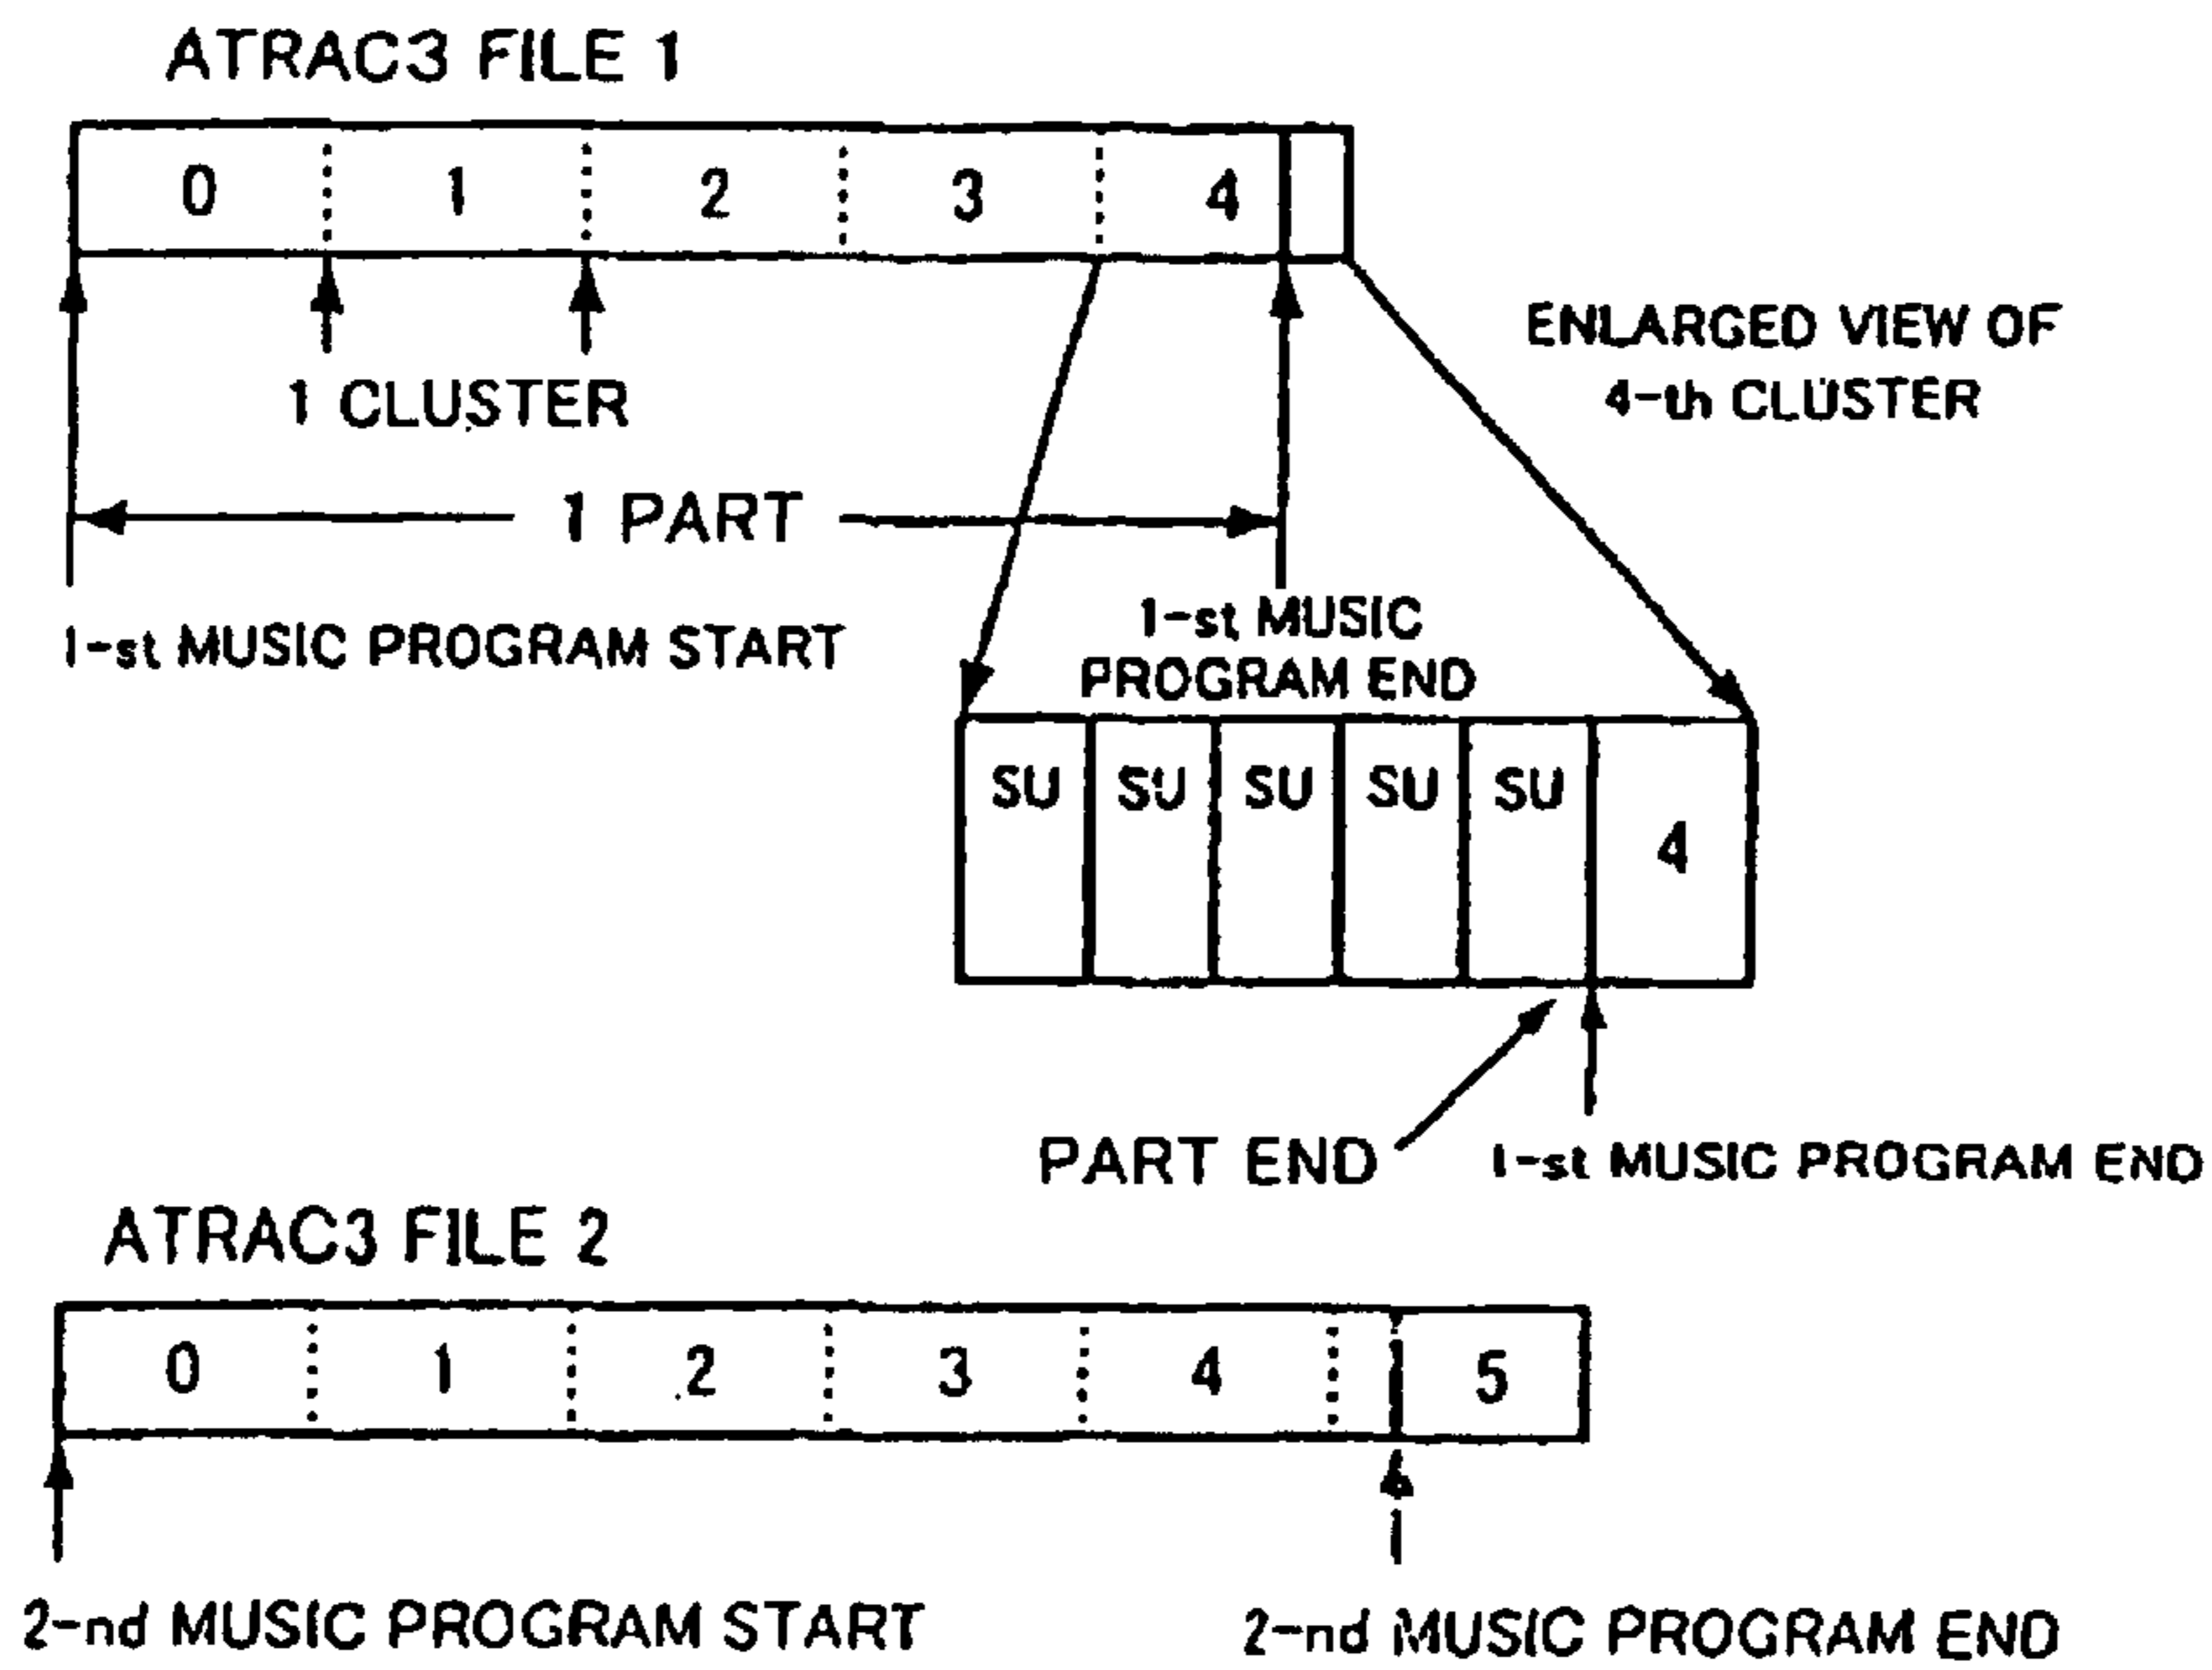 ATRAC3 FILE 1
0 1 2 3 4
1 CLUSTER
ENLARGED VIEW OF
4-th CLUSTER
1 PART
1-st MUSIC PROGRAM START
1-st MUSIC
PROGRAM END
SU SU SU SU SU
4
PART END
1-st MUSIC PROGRAM END
ATRAC3 FILE 2
0 1 2 3 4 5
2-nd MUSIC PROGRAM START
2-nd MUSIC PROGRAM END